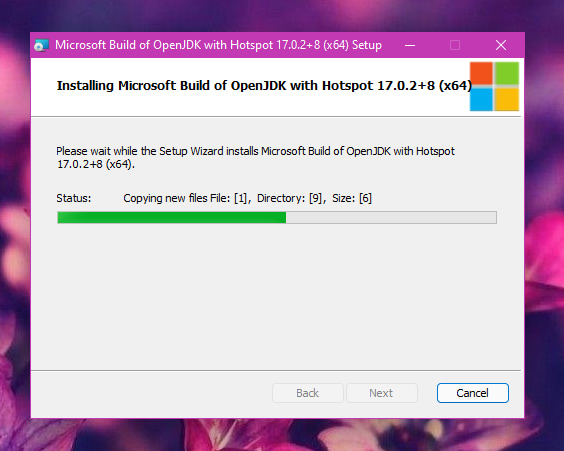 Microsoft Build of OpenJDK with Hotspot 17.0.2+8 (x64) Setup
Installing Microsoft Build of OpenJDK with Hotspot 17.0.2+8 (x64)
Please wait while the Setup Wizard installs Microsoft Build of OpenJDK with Hotspot
17.0.2+8 (x64).
Status: Copying new files File: [1], Directory: [9], Size: [6]
Back Next Cancel